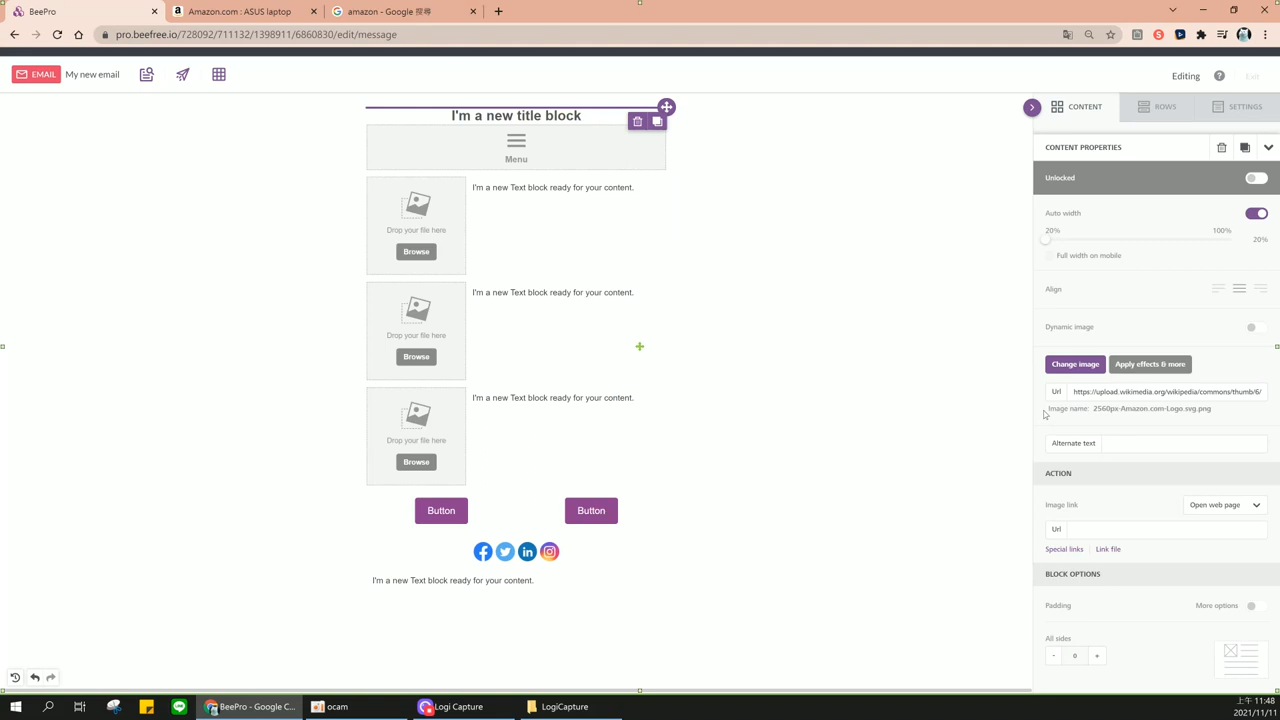 BeePro
Amazon.com : ASUS laptop
amazon - Google 搜尋
pro.beefree.io/728092/711132/1398911/6860830/edit/message
EMAIL
My new email
Editing
Exit
CONTENT
ROWS
SETTINGS
I'm a new title block
Menu
Drop your file here
Browse
I'm a new Text block ready for your content.
Drop your file here
Browse
I'm a new Text block ready for your content.
Drop your file here
Browse
I'm a new Text block ready for your content.
Button
Button
I'm a new Text block ready for your content.
CONTENT PROPERTIES
Unlocked
Auto width
20%
100%
20%
Full width on mobile
Align
Dynamic image
Change image
Apply effects & more
Url
https://upload.wikimedia.org/wikipedia/commons/thumb/6/
Image name: 2560px-Amazon.com-Logo.svg.png
Alternate text
ACTION
Image link
Open web page
Url
Special links
Link file
BLOCK OPTIONS
Padding
More options
All sides
- 0 +
BeePro - Google C...
ocam
Logi Capture
LogiCapture
上午 11:48
2021/11/11